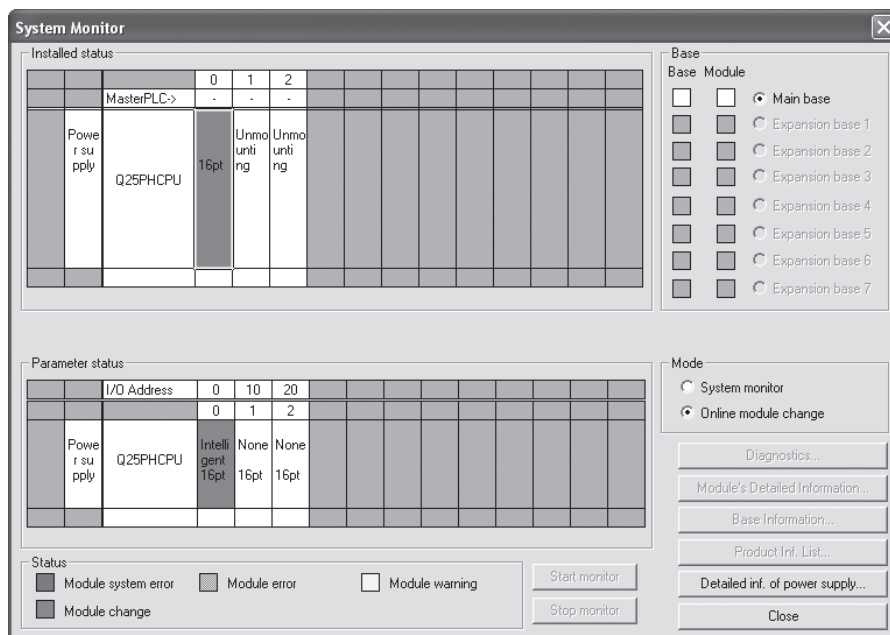 System Monitor
Installed status
0 1 2
MasterPLC-> - - -
Powe
r su
pply
Q25PHCPU
16pt
Unmo
unti
ng
Unmo
unti
ng
Base
Base Module
Main base
Expansion base 1
Expansion base 2
Expansion base 3
Expansion base 4
Expansion base 5
Expansion base 6
Expansion base 7
Parameter status
I/O Address 0 10 20
0 1 2
Powe
r su
pply
Q25PHCPU
Intelli
gent
16pt
None
16pt
None
16pt
Mode
System monitor
Online module change
Diagnostics...
Module's Detailed Information...
Base Information...
Product Inf. List...
Detailed inf. of power supply...
Close
Status
Module system error
Module error
Module warning
Module change
Start monitor
Stop monitor